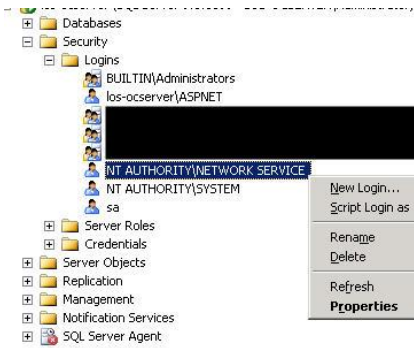 Databases
Security
Logins
BUILTIN\Administrators
los-ocserver\ASPNET
NT AUTHORITY\NETWORK SERVICE
NT AUTHORITY\SYSTEM
sa
Server Roles
Credentials
Server Objects
Replication
Management
Notification Services
SQL Server Agent
New Login...
Script Login as
Rename
Delete
Refresh
Properties